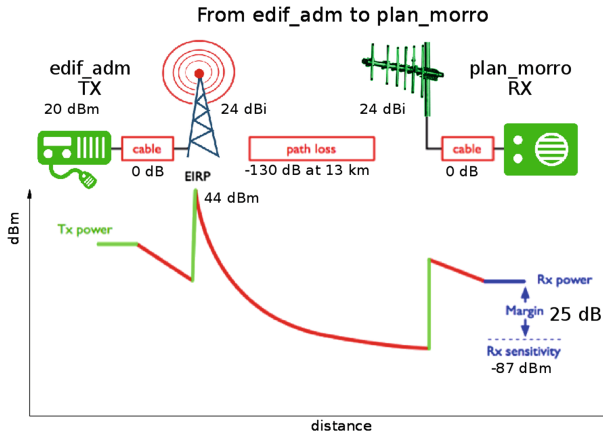 From edif_adm to plan_morro
edif_adm
TX
plan_morro
RX
20 dBm
24 dBi
24 dBi
cable
path loss
cable
0 dB
-130 dB at 13 km
0 dB
EIRP
44 dBm
dBm
Tx power
Rx power
Margin 25 dB
Rx sensitivity
-87 dBm
distance